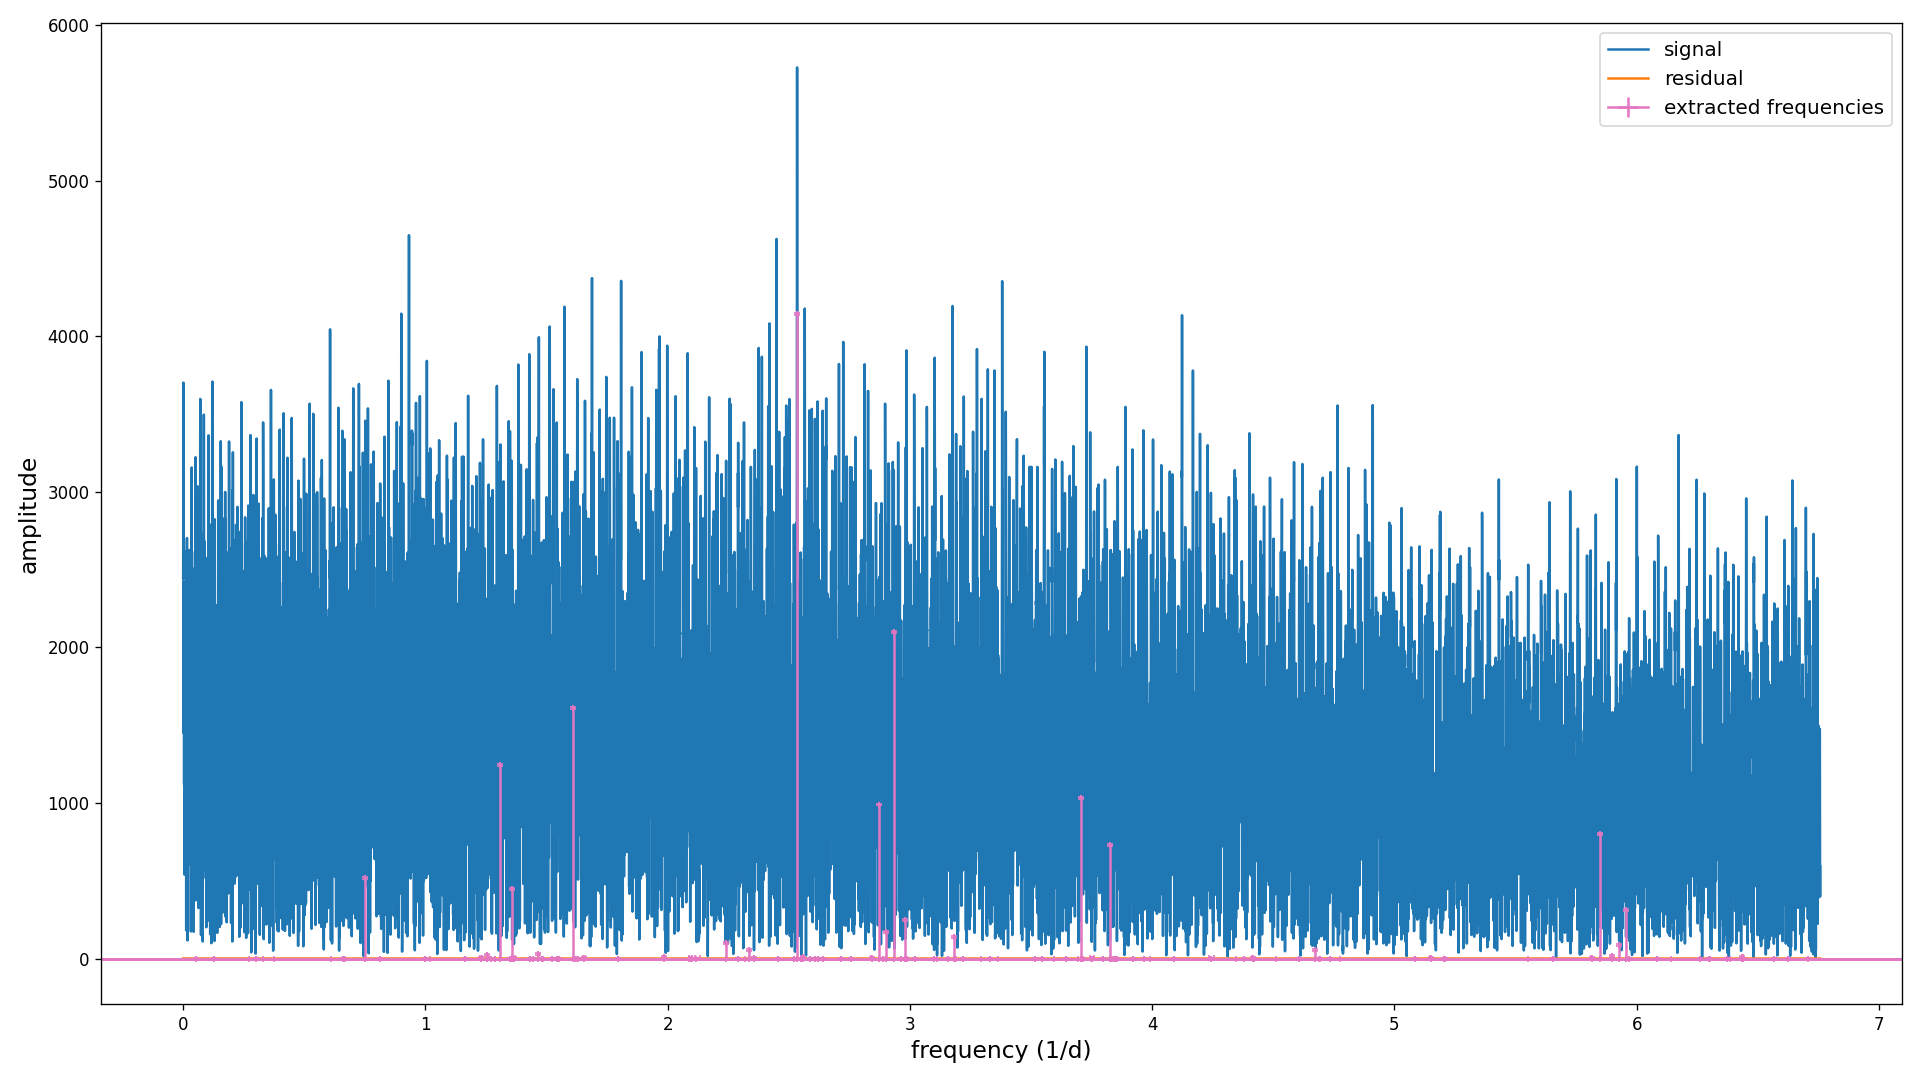 signal
residual
extracted frequencies
amplitude
6000
5000
4000
3000
2000
1000
0
0 1 2 3 4 5 6 7
frequency (1/d)